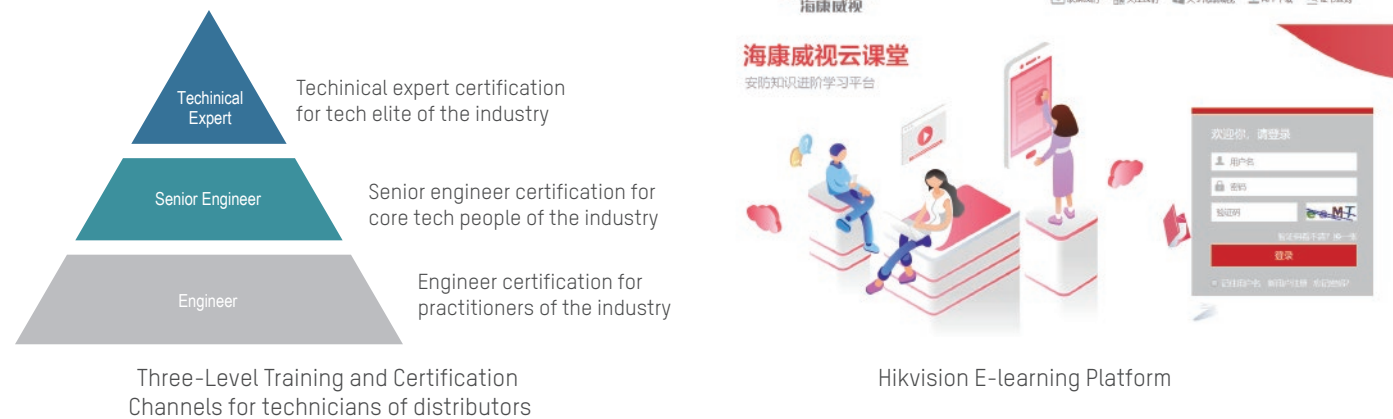 Techinical
Expert
Techinical expert certification
for tech elite of the industry
Senior Engineer
Senior engineer certification for
core tech people of the industry
Engineer
Engineer certification for
practitioners of the industry
Three-Level Training and Certification
Channels for technicians of distributors
海康威视
海康威视云课堂
安防知识进阶学习平台
欢迎你，请登录
用户名
密码
验证码
登录
Hikvision E-learning Platform